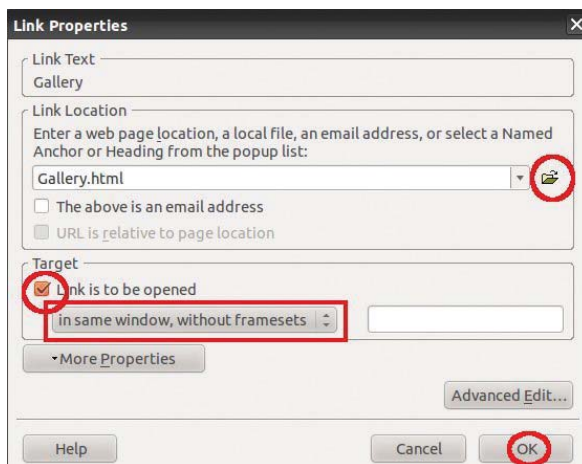 Link Properties
Link Text
Gallery
Link Location
Enter a web page location, a local file, an email address, or select a Named
Anchor or Heading from the popup list:
Gallery.html
The above is an email address
URL is relative to page location
Target
Link is to be opened
in same window, without framesets
More Properties
Advanced Edit...
Help
Cancel
OK